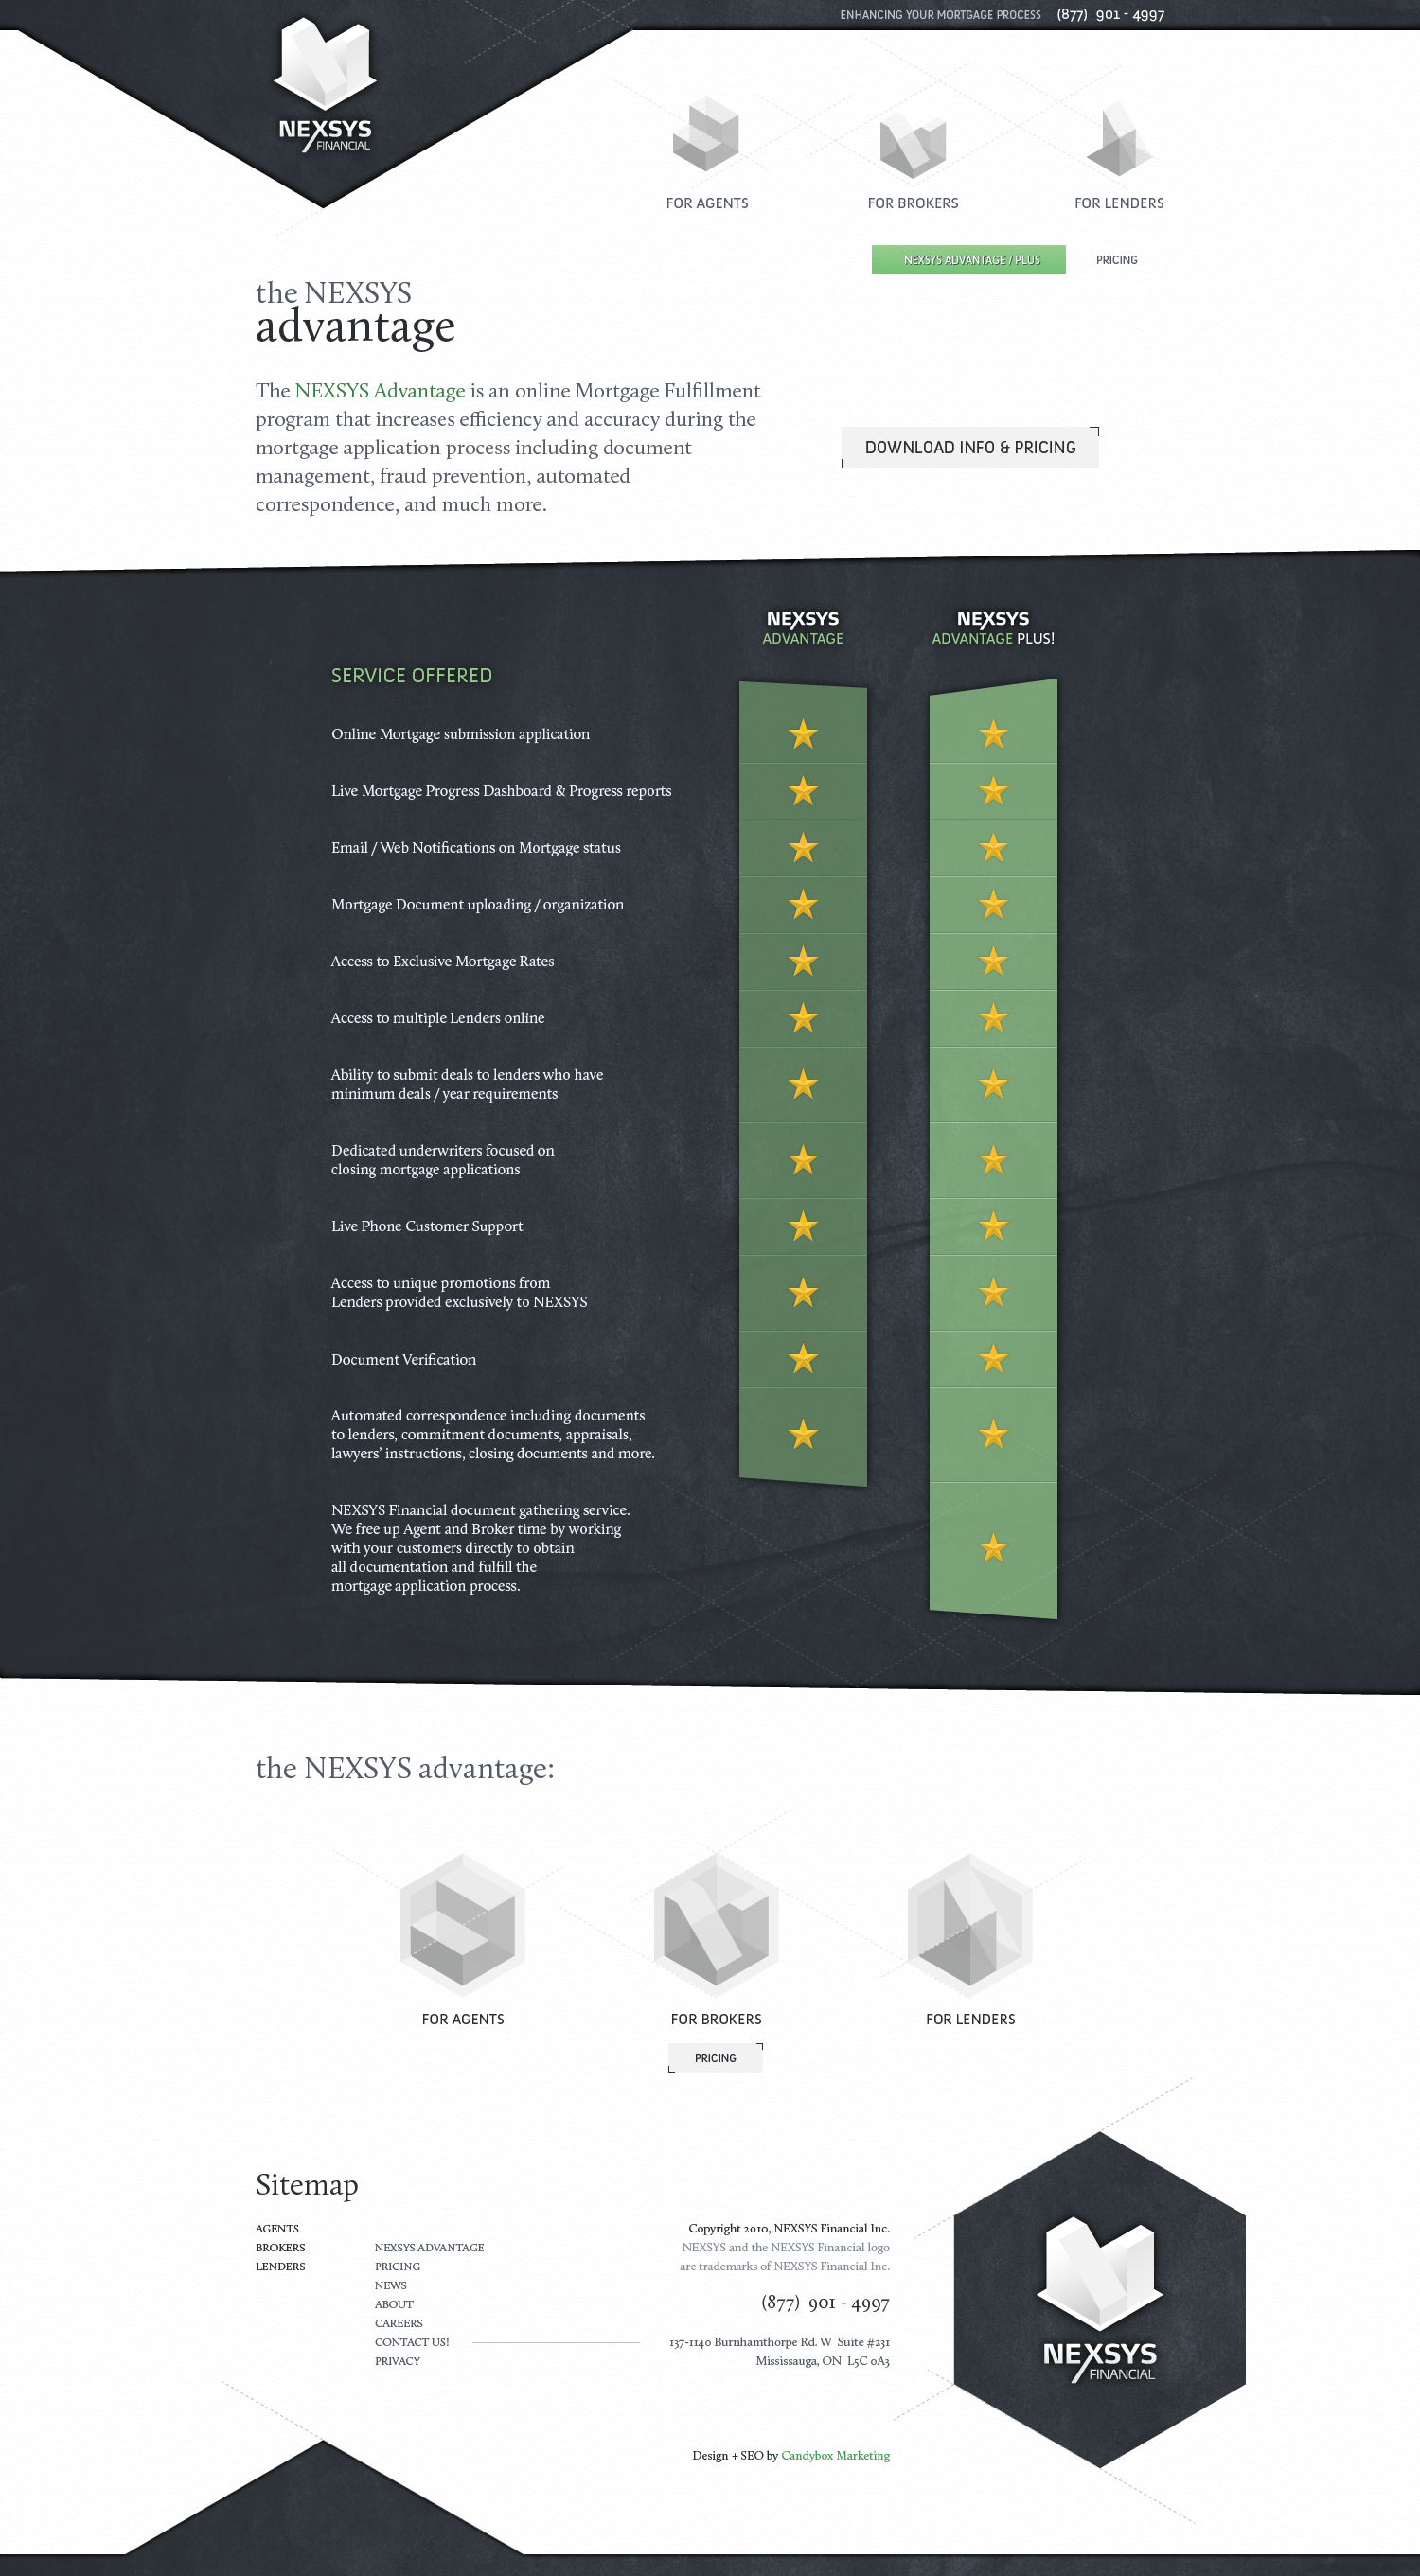 ENHANCING YOUR MORTGAGE PROCESS (877) 901 - 4997
NEXSYS
FINANCIAL
FOR AGENTS
FOR BROKERS
FOR LENDERS
NEXSYS ADVANTAGE / PLUS
PRICING
the NEXSYS
advantage
The NEXSYS Advantage is an online Mortgage Fulfillment
program that increases efficiency and accuracy during the
mortgage application process including document
management, fraud prevention, automated
correspondence, and much more.
DOWNLOAD INFO & PRICING
NEXSYS
ADVANTAGE
NEXSYS
ADVANTAGE PLUS!
SERVICE OFFERED
Online Mortgage submission application
Live Mortgage Progress Dashboard & Progress reports
Email / Web Notifications on Mortgage status
Mortgage Document uploading / organization
Access to Exclusive Mortgage Rates
Access to multiple Lenders online
Ability to submit deals to lenders who have
minimum deals / year requirements
Dedicated underwriters focused on
closing mortgage applications
Live Phone Customer Support
Access to unique promotions from
Lenders provided exclusively to NEXSYS
Document Verification
Automated correspondence including documents
to lenders, commitment documents, appraisals,
lawyers’ instructions, closing documents and more.
NEXSYS Financial document gathering service.
We free up Agent and Broker time by working
with your customers directly to obtain
all documentation and fulfill the
mortgage application process.
the NEXSYS advantage:
FOR AGENTS
FOR BROKERS
FOR LENDERS
PRICING
Sitemap
AGENTS
BROKERS
LENDERS
NEXSYS ADVANTAGE
PRICING
NEWS
ABOUT
CAREERS
CONTACT US!
PRIVACY
Copyright 2010, NEXSYS Financial Inc.
NEXSYS and the NEXSYS Financial logo
are trademarks of NEXSYS Financial Inc.
(877) 901 - 4997
137-1140 Burnhamthorpe Rd. W Suite #231
Mississauga, ON L5C 0A3
Design + SEO by Candybox Marketing
NEXSYS
FINANCIAL